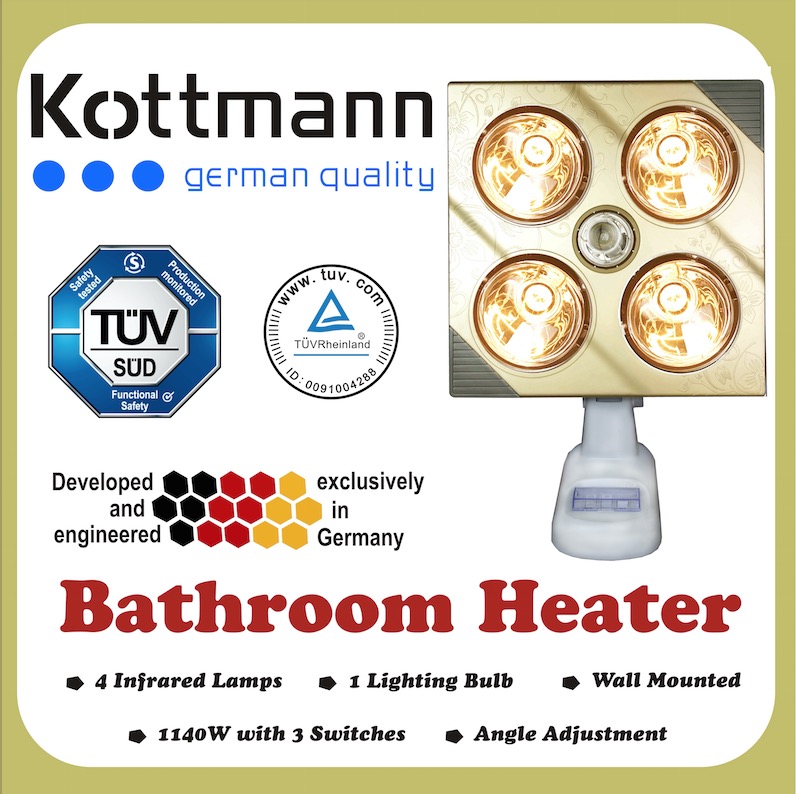 Kottmann
german quality
Safety tested
Production monitored
TÜV
SÜD
Functional Safety
www.tuv.com
TÜVRheinland®
ID: 0091004288
Developed and engineered
exclusively in Germany
Bathroom Heater
4 Infrared Lamps
1 Lighting Bulb
Wall Mounted
1140W with 3 Switches
Angle Adjustment